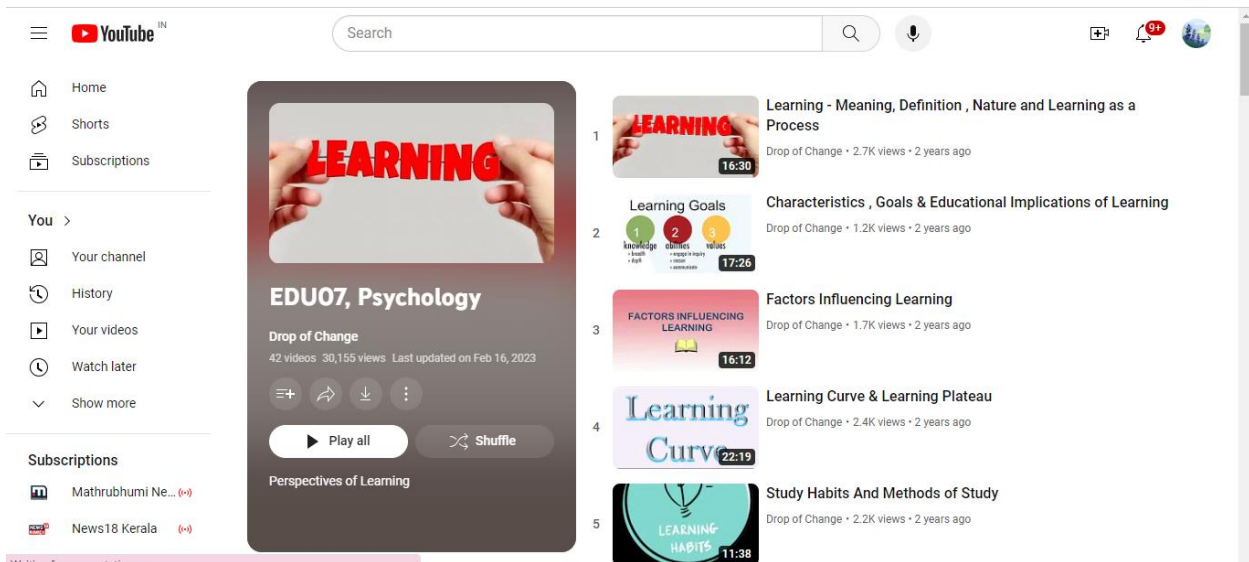 YouTube IN
Search
9+
Home
Shorts
Subscriptions
You
Your channel
History
Your videos
Watch later
Show more
Subscriptions
Mathrubhumi Ne...
News18 Kerala
LEARNING
EDU07, Psychology
Drop of Change
42 videos 30,155 views Last updated on Feb 16, 2023
Play all
Shuffle
Perspectives of Learning
1
LEARNING
16:30
Learning - Meaning, Definition , Nature and Learning as a
Process
Drop of Change • 2.7K views • 2 years ago
2
Learning Goals
1 2 3
knowledge abilities values
17:26
Characteristics , Goals & Educational Implications of Learning
Drop of Change • 1.2K views • 2 years ago
3
FACTORS INFLUENCING
LEARNING
16:12
Factors Influencing Learning
Drop of Change • 1.7K views • 2 years ago
4
Learning
Curve
22:19
Learning Curve & Learning Plateau
Drop of Change • 2.4K views • 2 years ago
5
LEARNING
HABITS
11:38
Study Habits And Methods of Study
Drop of Change • 2.2K views • 2 years ago